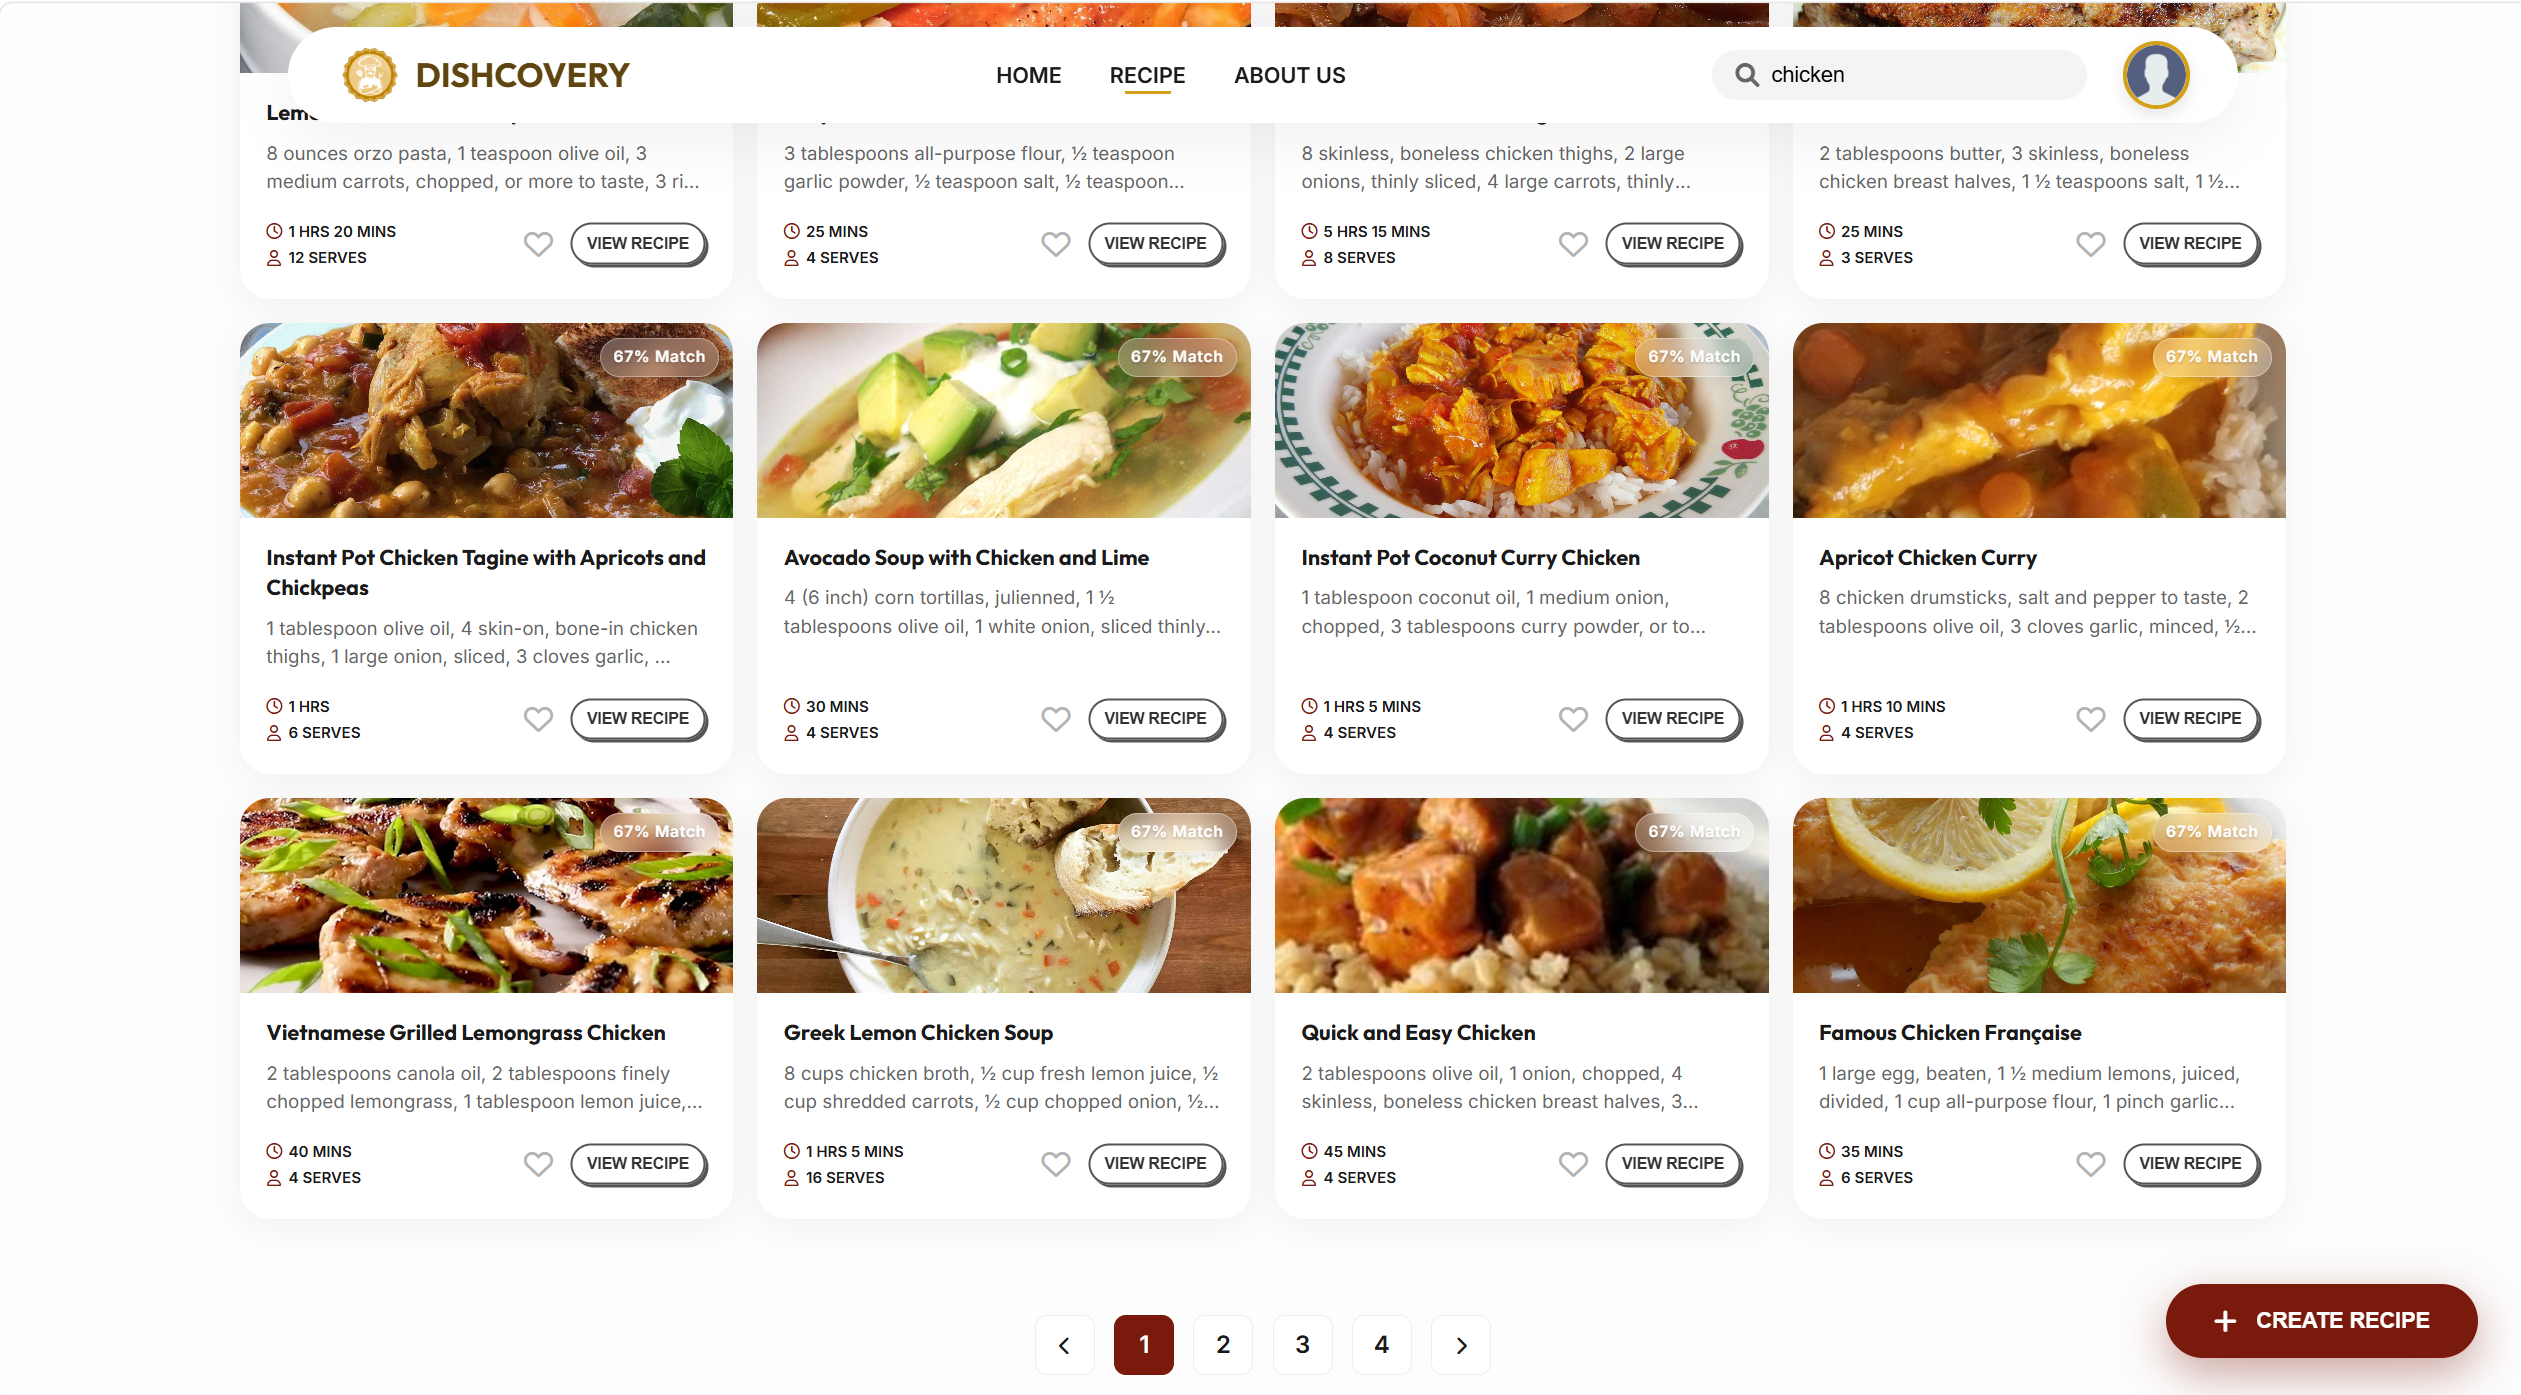 DISHCOVERY
HOME
RECIPE
ABOUT US
chicken
8 ounces orzo pasta, 1 teaspoon olive oil, 3
medium carrots, chopped, or more to taste, 3 ri...
1 HRS 20 MINS
12 SERVES
VIEW RECIPE
3 tablespoons all-purpose flour, ½ teaspoon
garlic powder, ½ teaspoon salt, ½ teaspoon...
25 MINS
4 SERVES
VIEW RECIPE
8 skinless, boneless chicken thighs, 2 large
onions, thinly sliced, 4 large carrots, thinly...
5 HRS 15 MINS
8 SERVES
VIEW RECIPE
2 tablespoons butter, 3 skinless, boneless
chicken breast halves, 1 ½ teaspoons salt, 1 ½...
25 MINS
3 SERVES
VIEW RECIPE
67% Match
Instant Pot Chicken Tagine with Apricots and
Chickpeas
1 tablespoon olive oil, 4 skin-on, bone-in chicken
thighs, 1 large onion, sliced, 3 cloves garlic, ...
1 HRS
6 SERVES
VIEW RECIPE
67% Match
Avocado Soup with Chicken and Lime
4 (6 inch) corn tortillas, julienned, 1 ½
tablespoons olive oil, 1 white onion, sliced thinly...
30 MINS
4 SERVES
VIEW RECIPE
67% Match
Instant Pot Coconut Curry Chicken
1 tablespoon coconut oil, 1 medium onion,
chopped, 3 tablespoons curry powder, or to...
1 HRS 5 MINS
4 SERVES
VIEW RECIPE
67% Match
Apricot Chicken Curry
8 chicken drumsticks, salt and pepper to taste, 2
tablespoons olive oil, 3 cloves garlic, minced, ½...
1 HRS 10 MINS
4 SERVES
VIEW RECIPE
67% Match
Vietnamese Grilled Lemongrass Chicken
2 tablespoons canola oil, 2 tablespoons finely
chopped lemongrass, 1 tablespoon lemon juice,...
40 MINS
4 SERVES
VIEW RECIPE
67% Match
Greek Lemon Chicken Soup
8 cups chicken broth, ½ cup fresh lemon juice, ½
cup shredded carrots, ½ cup chopped onion, ½...
1 HRS 5 MINS
16 SERVES
VIEW RECIPE
67% Match
Quick and Easy Chicken
2 tablespoons olive oil, 1 onion, chopped, 4
skinless, boneless chicken breast halves, 3...
45 MINS
4 SERVES
VIEW RECIPE
67% Match
Famous Chicken Française
1 large egg, beaten, 1 ½ medium lemons, juiced,
divided, 1 cup all-purpose flour, 1 pinch garlic...
35 MINS
6 SERVES
VIEW RECIPE
1
2
3
4
CREATE RECIPE